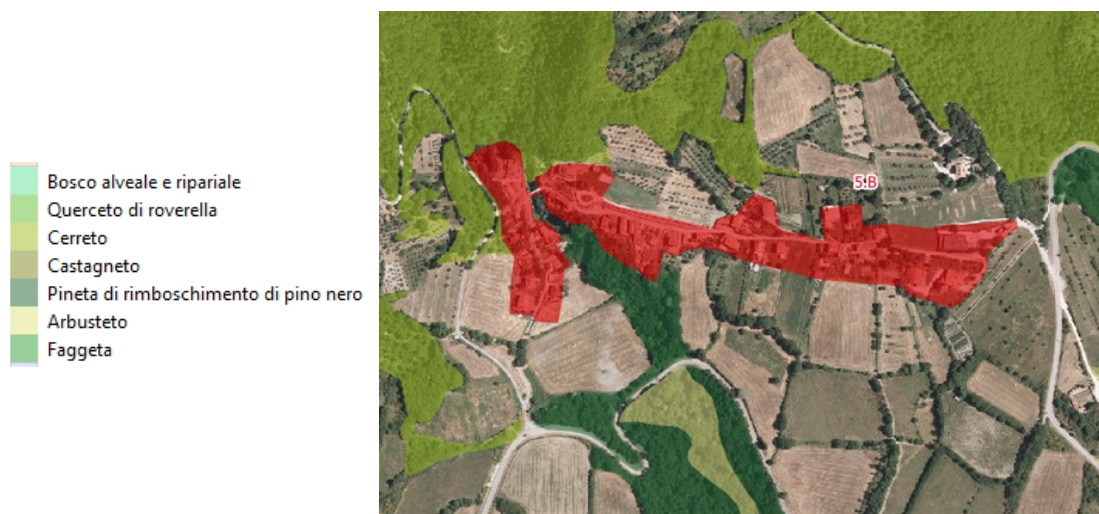 Bosco alveale e ripariale
Querceto di roverella
Cerreto
Castagneto
Pineta di rimboschimento di pino nero
Arbusteto
Faggeta
5.B